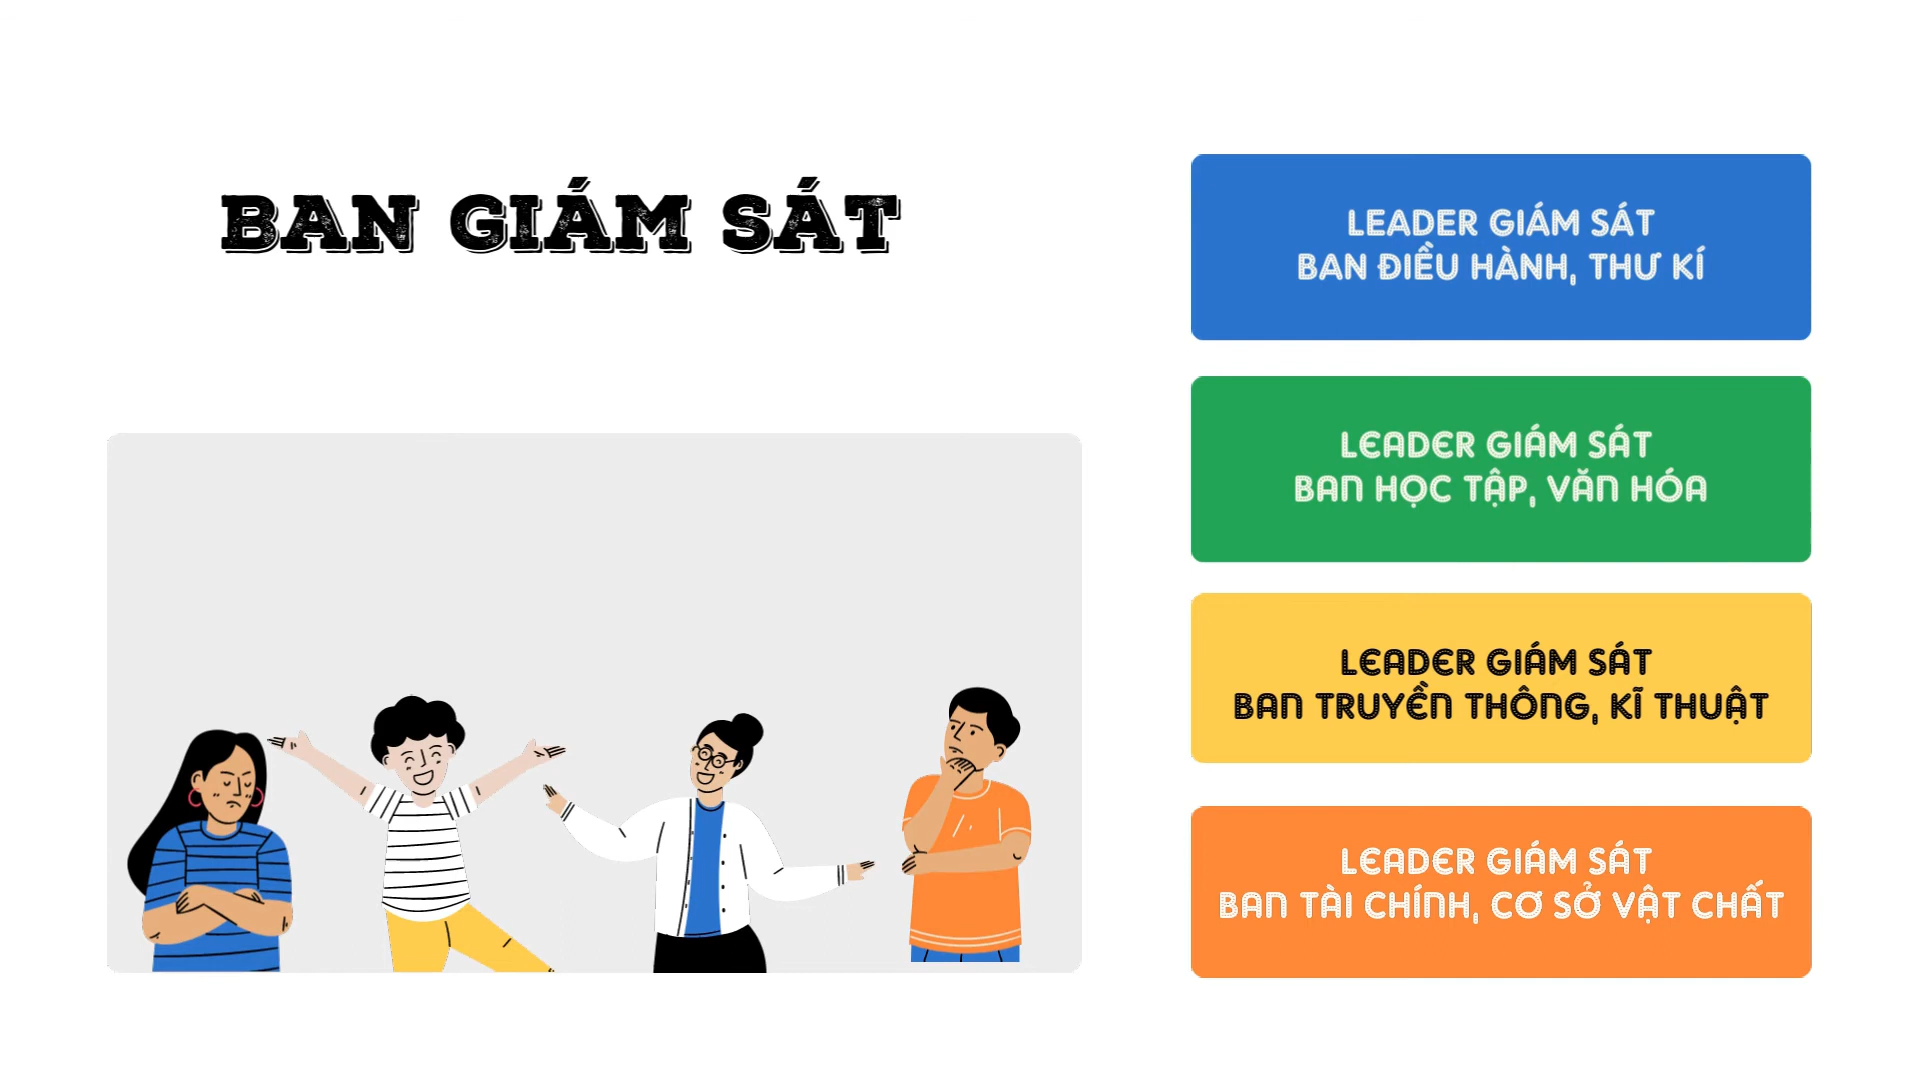 BAN GIÁM SÁT
LEADER GIÁM SÁT
BAN ĐIỀU HÀNH, THƯ KÍ
LEADER GIÁM SÁT
BAN HỌC TẬP, VĂN HÓA
LEADER GIÁM SÁT
BAN TRUYỀN THÔNG, KĨ THUẬT
LEADER GIÁM SÁT
BAN TÀI CHÍNH, CƠ SỞ VẬT CHẤT